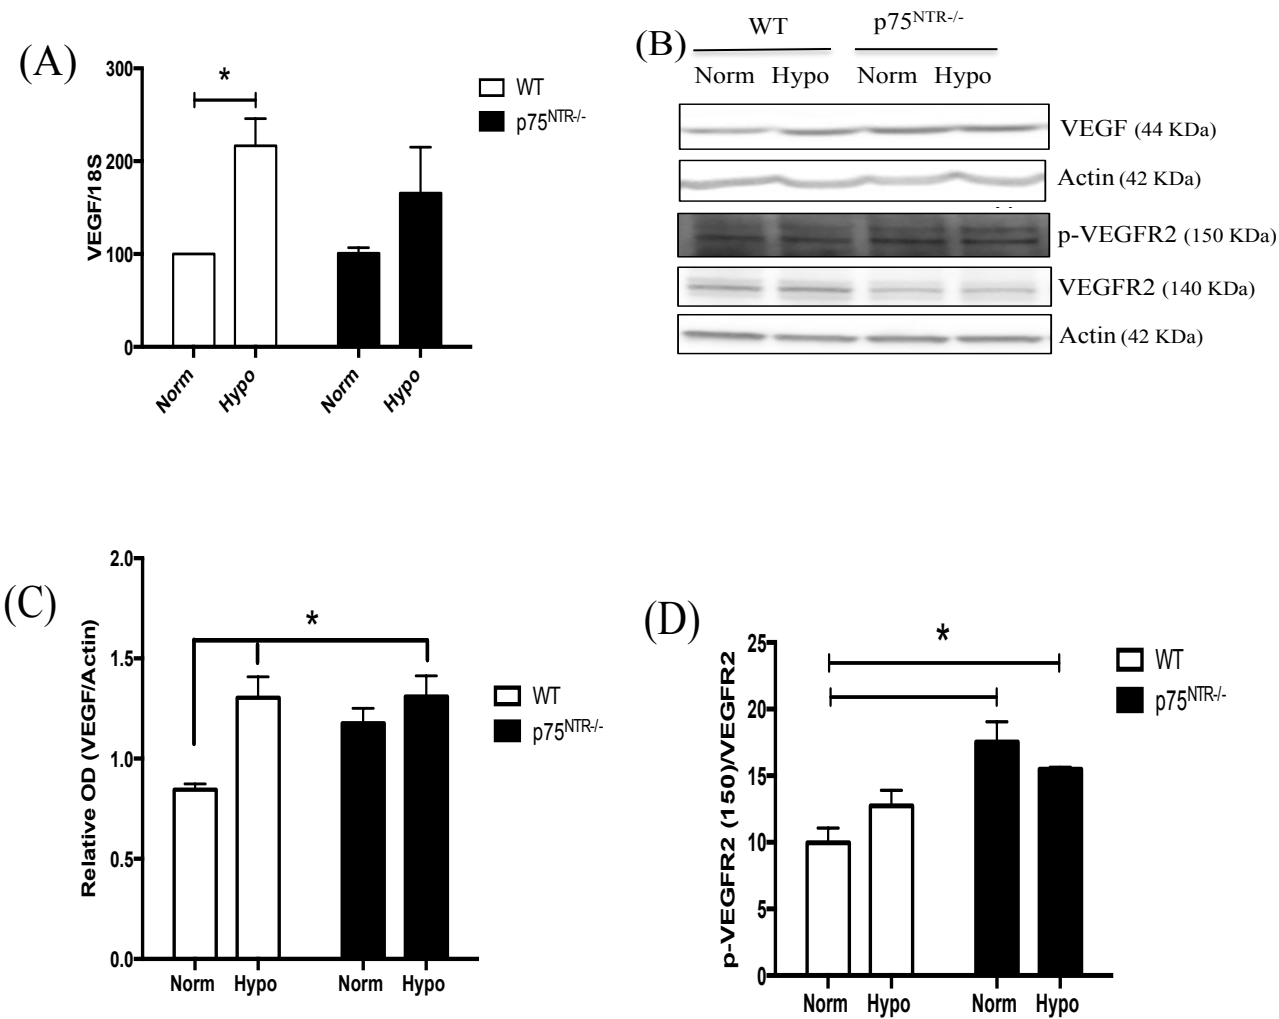 (A)
300
200
100
0
VEGF/18S
*
WT
p75NTR-/-
Norm
Hypo
Norm
Hypo
(B)
WT
p75NTR-/-
Norm Hypo Norm Hypo
VEGF (44 KDa)
Actin (42 KDa)
p-VEGFR2 (150 KDa)
VEGFR2 (140 KDa)
Actin (42 KDa)
(C)
2.0
1.5
1.0
0.5
0.0
Relative OD (VEGF/Actin)
*
WT
p75NTR-/-
Norm Hypo Norm Hypo
(D)
25
20
15
10
5
0
p-VEGFR2 (150)/VEGFR2
*
WT
p75NTR-/-
Norm Hypo Norm Hypo